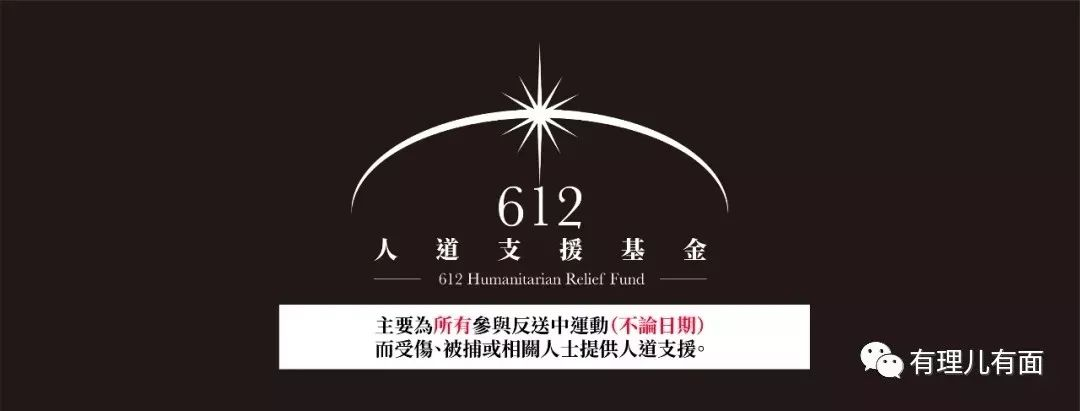 612
人道支援基金
612 Humanitarian Relief Fund
主要為所有參與反送中運動(不論日期)
而受傷、被捕或相關人士提供人道支援。
有理儿有面